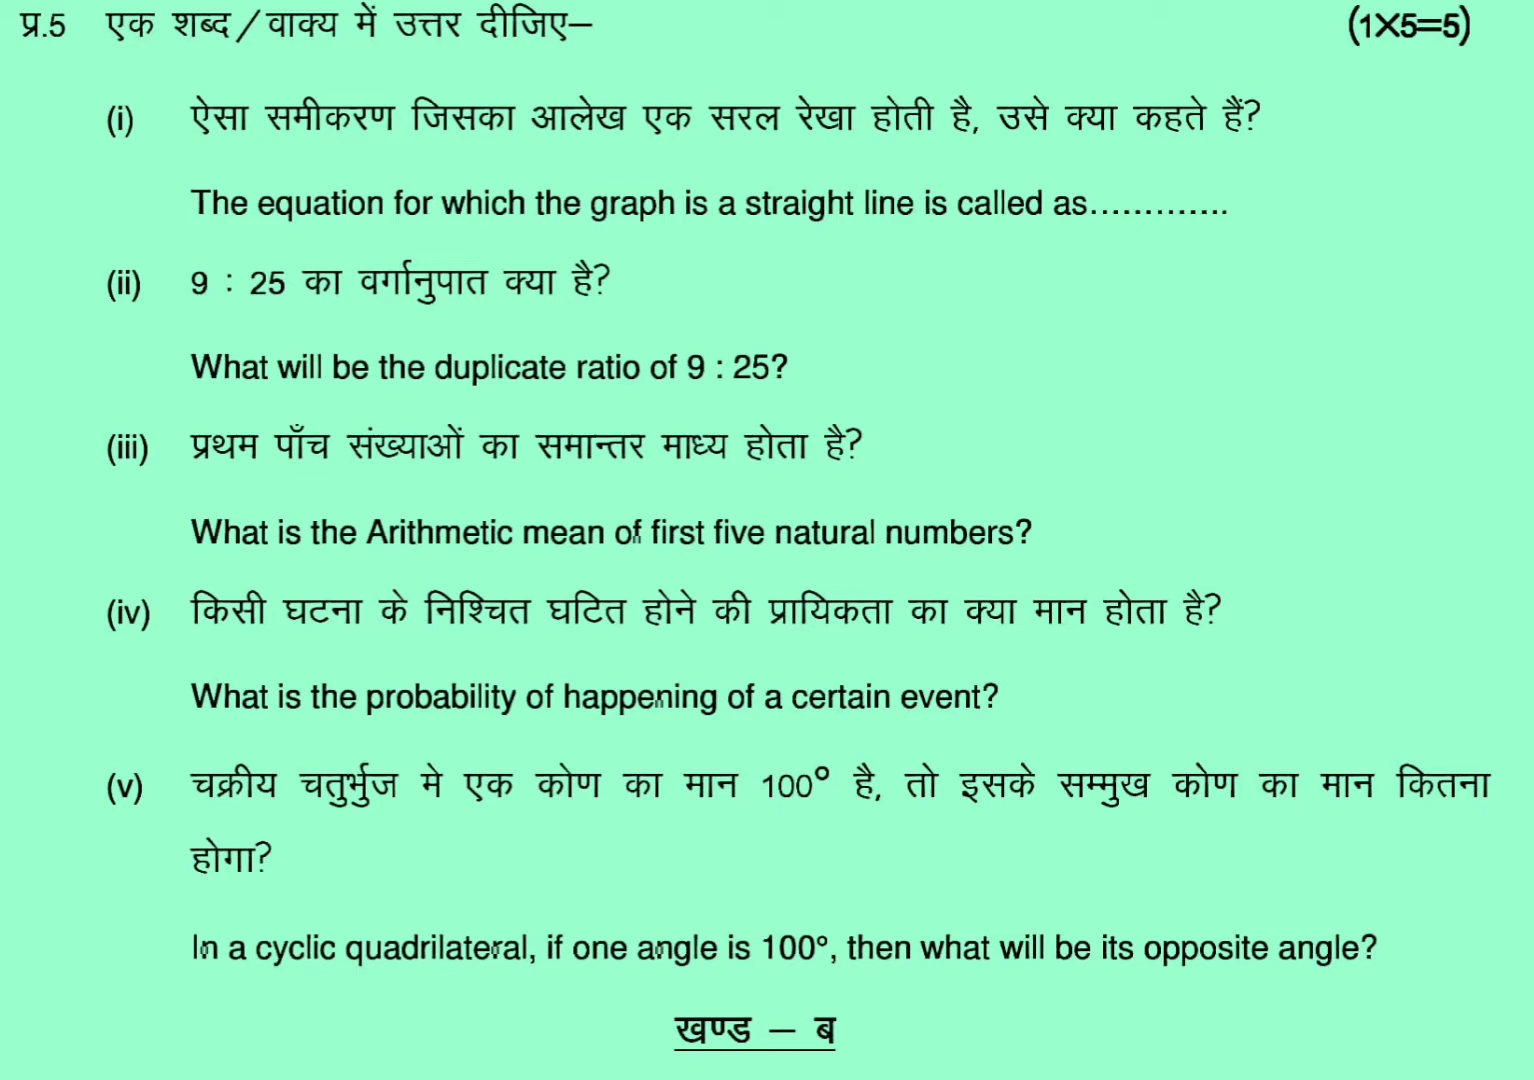 प्र.5 एक शब्द/वाक्य में उत्तर दीजिए– (1×5=5)
(i) ऐसा समीकरण जिसका आलेख एक सरल रेखा होती है, उसे क्या कहते हैं?
The equation for which the graph is a straight line is called as.............
(ii) 9 : 25 का वर्गानुपात क्या है?
What will be the duplicate ratio of 9 : 25?
(iii) प्रथम पाँच संख्याओं का समान्तर माध्य होता है?
What is the Arithmetic mean of first five natural numbers?
(iv) किसी घटना के निश्चित घटित होने की प्रायिकता का क्या मान होता है?
What is the probability of happening of a certain event?
(v) चक्रीय चतुर्भुज मे एक कोण का मान 100° है, तो इसके सम्मुख कोण का मान कितना
होगा?
In a cyclic quadrilateral, if one angle is 100°, then what will be its opposite angle?
खण्ड – ब